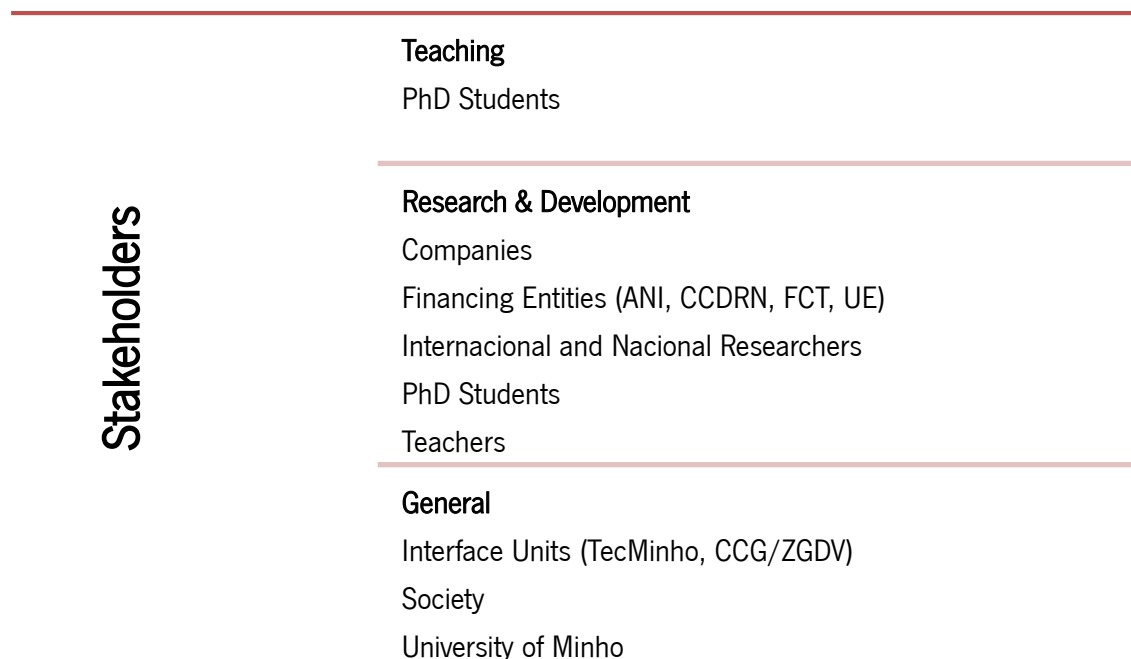 Stakeholders
Teaching
PhD Students
Research & Development
Companies
Financing Entities (ANI, CCDRN, FCT, UE)
Internacional and Nacional Researchers
PhD Students
Teachers
General
Interface Units (TecMinho, CCG/ZGDV)
Society
University of Minho